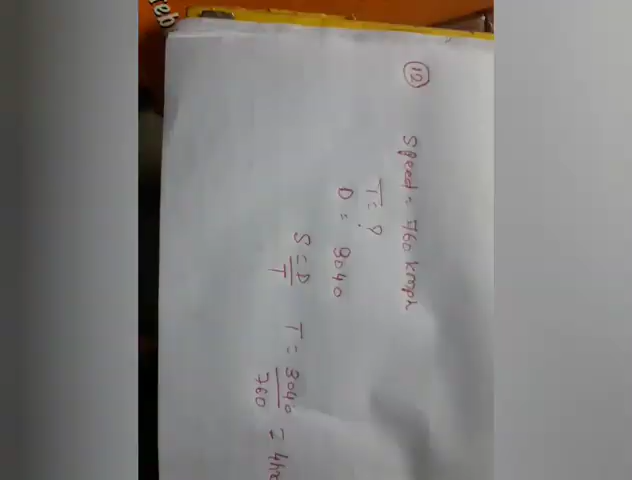 12
Speed = 760 kmph
T = ?
D = 3040
S = D/T T = 3040/760 = 4hr